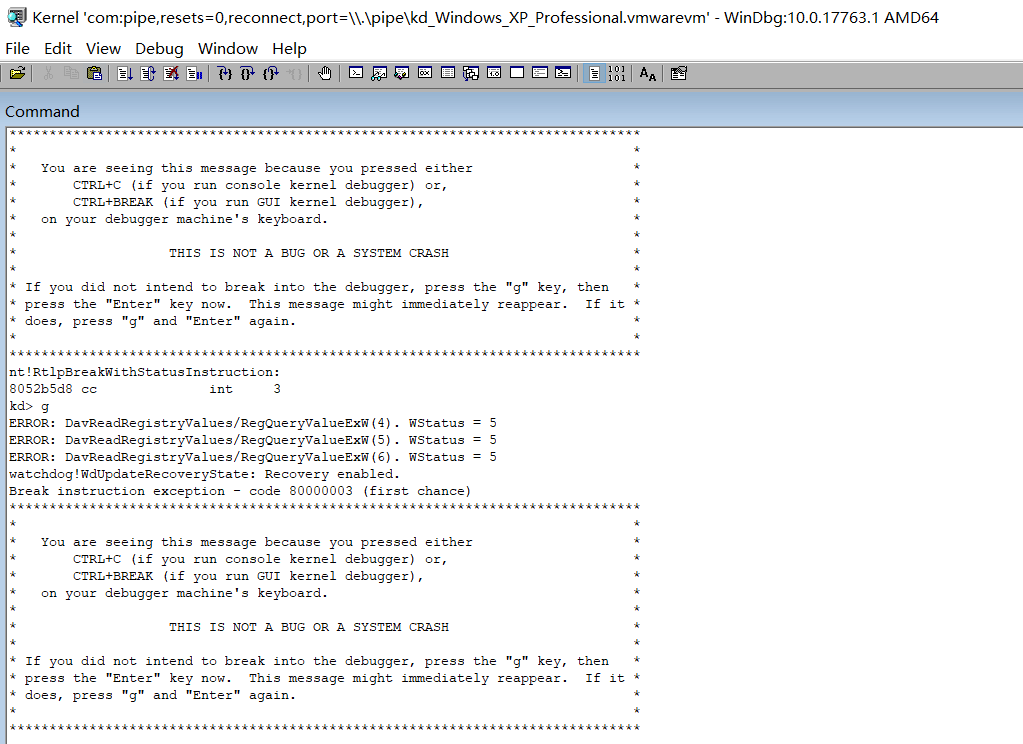 Kernel 'com:pipe,resets=0,reconnect,port=\\.\pipe\kd_Windows_XP_Professional.vmwarevm' - WinDbg:10.0.17763.1 AMD64
File Edit View Debug Window Help
Command
*******************************************************************************
*                                                                             *
*   You are seeing this message because you pressed either                    *
*       CTRL+C (if you run console kernel debugger) or,                       *
*       CTRL+BREAK (if you run GUI kernel debugger),                          *
*   on your debugger machine's keyboard.                                      *
*                                                                             *
*                   THIS IS NOT A BUG OR A SYSTEM CRASH                       *
*                                                                             *
* If you did not intend to break into the debugger, press the "g" key, then   *
* press the "Enter" key now.  This message might immediately reappear.  If it *
* does, press "g" and "Enter" again.                                          *
*                                                                             *
*******************************************************************************
nt!RtlpBreakWithStatusInstruction:
8052b5d8 cc              int     3
kd> g
ERROR: DavReadRegistryValues/RegQueryValueExW(4). WStatus = 5
ERROR: DavReadRegistryValues/RegQueryValueExW(5). WStatus = 5
ERROR: DavReadRegistryValues/RegQueryValueExW(6). WStatus = 5
watchdog!WdUpdateRecoveryState: Recovery enabled.
Break instruction exception - code 80000003 (first chance)
*******************************************************************************
*                                                                             *
*   You are seeing this message because you pressed either                    *
*       CTRL+C (if you run console kernel debugger) or,                       *
*       CTRL+BREAK (if you run GUI kernel debugger),                          *
*   on your debugger machine's keyboard.                                      *
*                                                                             *
*                   THIS IS NOT A BUG OR A SYSTEM CRASH                       *
*                                                                             *
* If you did not intend to break into the debugger, press the "g" key, then   *
* press the "Enter" key now.  This message might immediately reappear.  If it *
* does, press "g" and "Enter" again.                                          *
*                                                                             *
*******************************************************************************